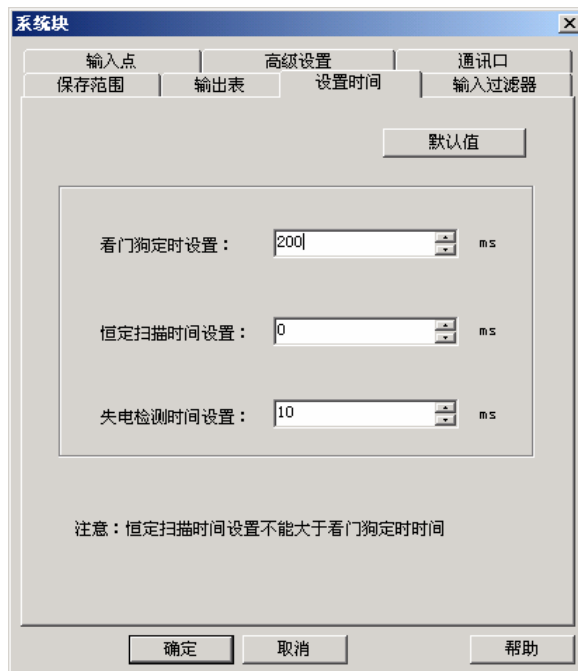 系统块
输入点 高级设置 通讯口
保存范围 输出表 设置时间 输入过滤器
默认值
看门狗定时设置： 200 ms
恒定扫描时间设置： 0 ms
失电检测时间设置： 10 ms
注意：恒定扫描时间设置不能大于看门狗定时时间
确定 取消 帮助